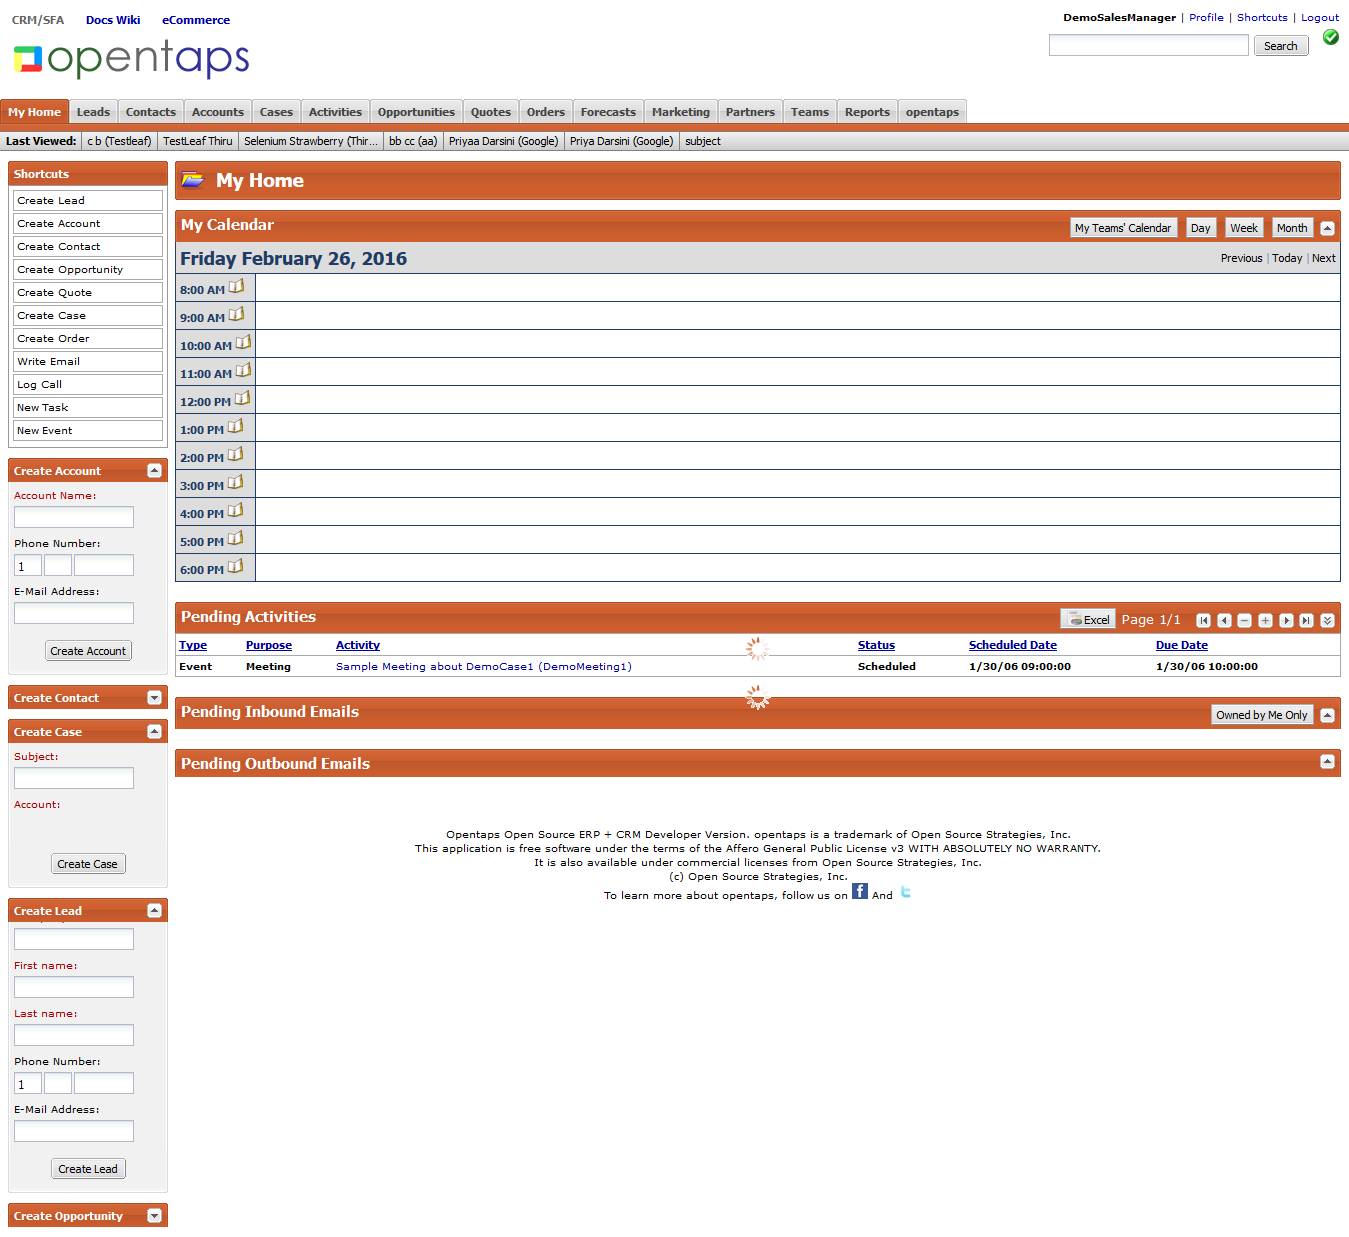 CRM/SFA Docs Wiki eCommerce
DemoSalesManager | Profile | Shortcuts | Logout
opentaps
Search
My Home Leads Contacts Accounts Cases Activities Opportunities Quotes Orders Forecasts Marketing Partners Teams Reports opentaps
Last Viewed: c b (Testleaf) TestLeaf Thiru Selenium Strawberry (Thir... bb cc (aa) Priyaa Darsini (Google) Priya Darsini (Google) subject
Shortcuts
Create Lead
Create Account
Create Contact
Create Opportunity
Create Quote
Create Case
Create Order
Write Email
Log Call
New Task
New Event
Create Account
Account Name:
Phone Number:
1
E-Mail Address:
Create Account
Create Contact
Create Case
Subject:
Account:
Create Case
Create Lead
First name:
Last name:
Phone Number:
1
E-Mail Address:
Create Lead
Create Opportunity
My Home
My Calendar
My Teams' Calendar Day Week Month
Friday February 26, 2016
Previous | Today | Next
8:00 AM
9:00 AM
10:00 AM
11:00 AM
12:00 PM
1:00 PM
2:00 PM
3:00 PM
4:00 PM
5:00 PM
6:00 PM
Pending Activities
Excel Page 1/1
Type Purpose Activity Status Scheduled Date Due Date
Event Meeting Sample Meeting about DemoCase1 (DemoMeeting1) Scheduled 1/30/06 09:00:00 1/30/06 10:00:00
Pending Inbound Emails
Owned by Me Only
Pending Outbound Emails
Opentaps Open Source ERP + CRM Developer Version. opentaps is a trademark of Open Source Strategies, Inc.
This application is free software under the terms of the Affero General Public License v3 WITH ABSOLUTELY NO WARRANTY.
It is also available under commercial licenses from Open Source Strategies, Inc.
(c) Open Source Strategies, Inc.
To learn more about opentaps, follow us on f And t